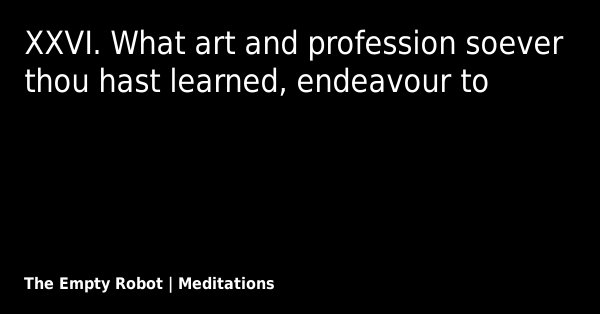 XXVI. What art and profession soever
thou hast learned, endeavour to
The Empty Robot | Meditations